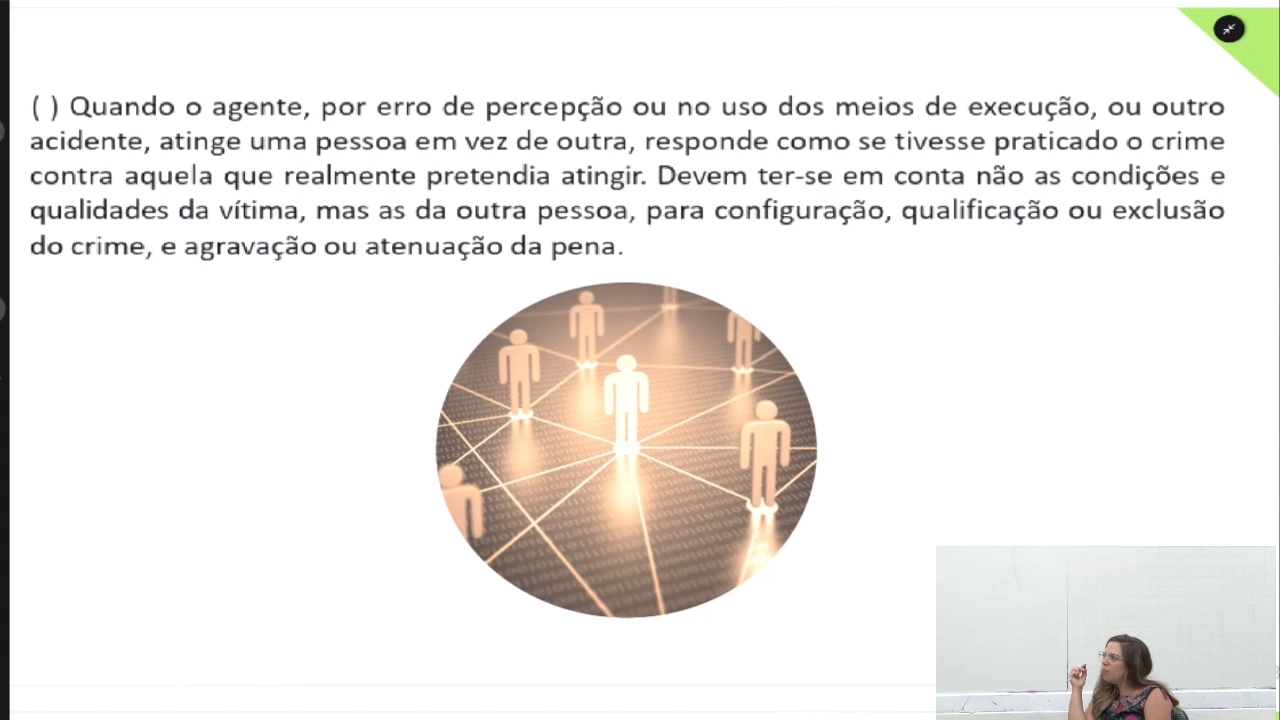 ( ) Quando o agente, por erro de percepção ou no uso dos meios de execução, ou outro
acidente, atinge uma pessoa em vez de outra, responde como se tivesse praticado o crime
contra aquela que realmente pretendia atingir. Devem ter-se em conta não as condições e
qualidades da vítima, mas as da outra pessoa, para configuração, qualificação ou exclusão
do crime, e agravação ou atenuação da pena.